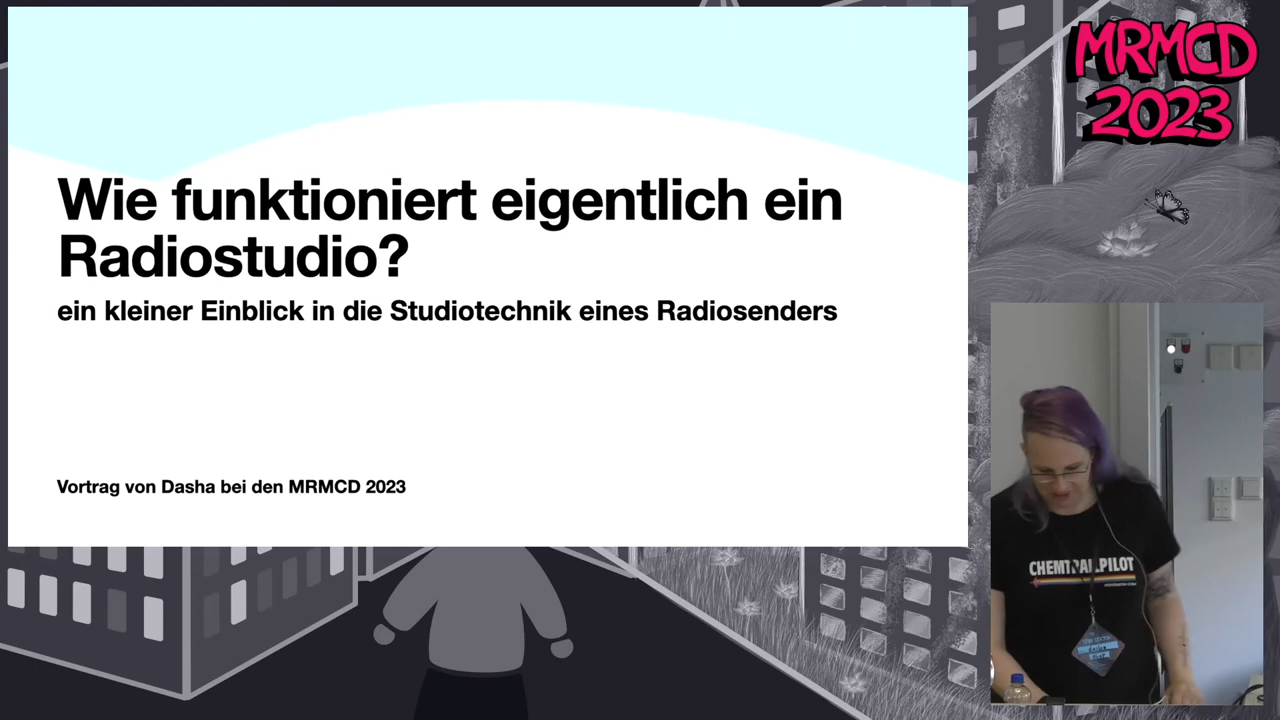 MRMCD
2023
Wie funktioniert eigentlich ein
Radiostudio?
ein kleiner Einblick in die Studiotechnik eines Radiosenders
Vortrag von Dasha bei den MRMCD 2023
CHEMTRAILPILOT